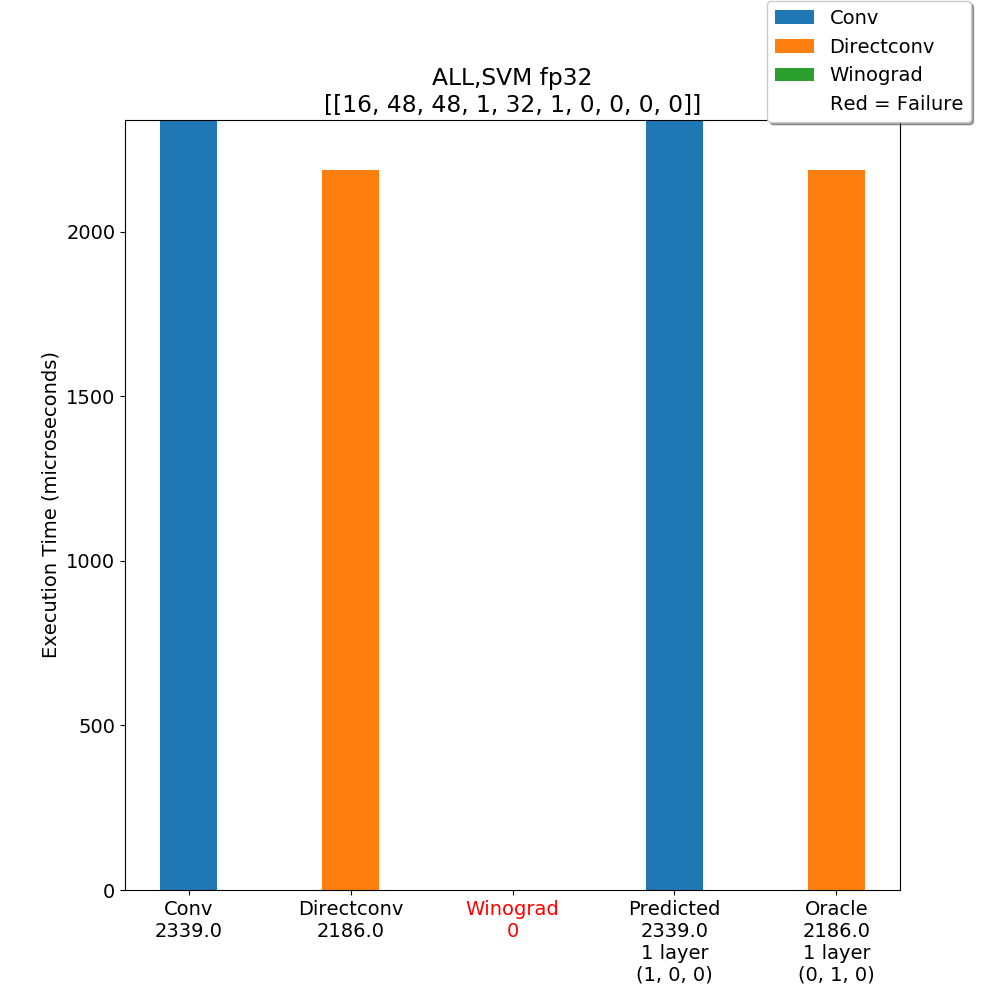 Conv
Directconv
Winograd
Red = Failure
ALL,SVM fp32
[[16, 48, 48, 1, 32, 1, 0, 0, 0, 0]]
Execution Time (microseconds)
2000
1500
1000
500
0
Conv
2339.0
Directconv
2186.0
Winograd
0
Predicted
2339.0
1 layer
(1, 0, 0)
Oracle
2186.0
1 layer
(0, 1, 0)